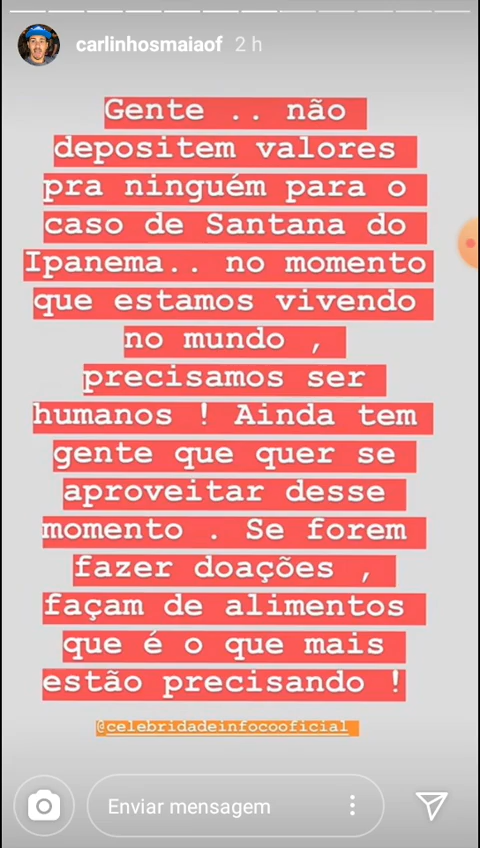 carlinhosmaiaof 2 h
Gente .. não
depositem valores
pra ninguém para o
caso de Santana do
Ipanema.. no momento
que estamos vivendo
no mundo ,
precisamos ser
humanos ! Ainda tem
gente que quer se
aproveitar desse
momento . Se forem
fazer doações ,
façam de alimentos
que é o que mais
estão precisando !
@celebridadeinfocooficial
Enviar mensagem